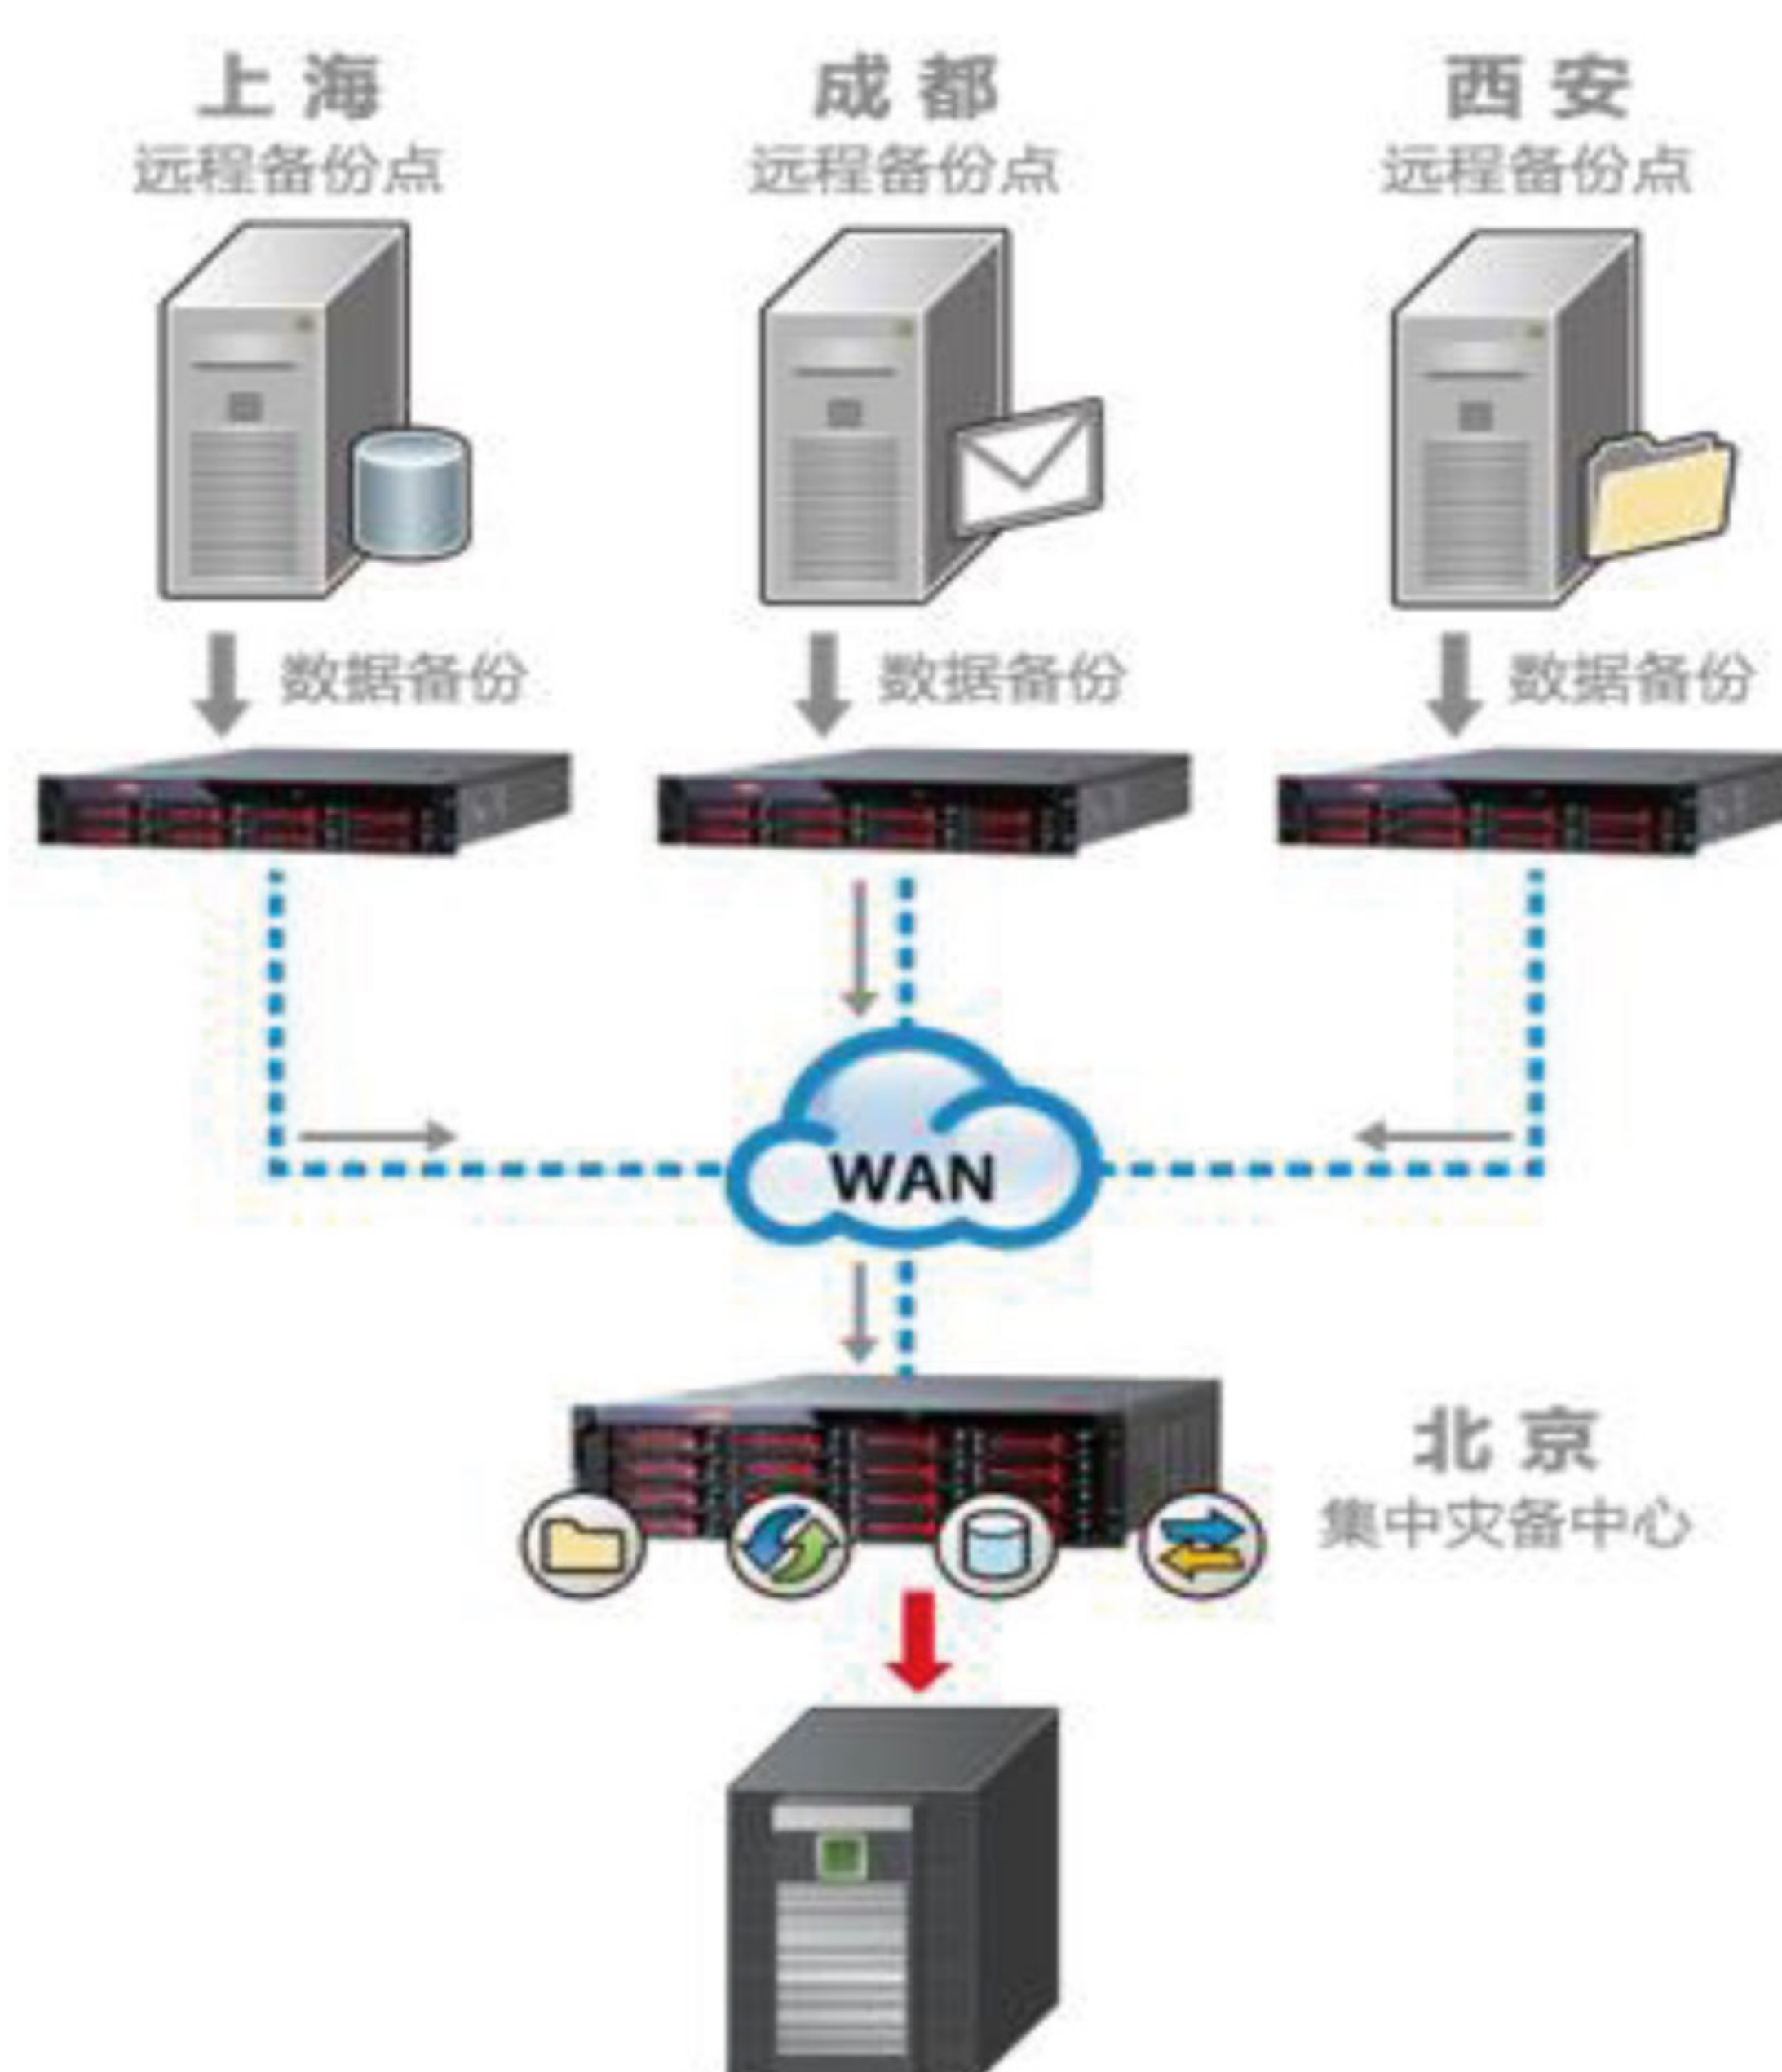 上海
远程备份点
成都
远程备份点
西安
远程备份点
数据备份
数据备份
数据备份
WAN
北京
集中灾备中心